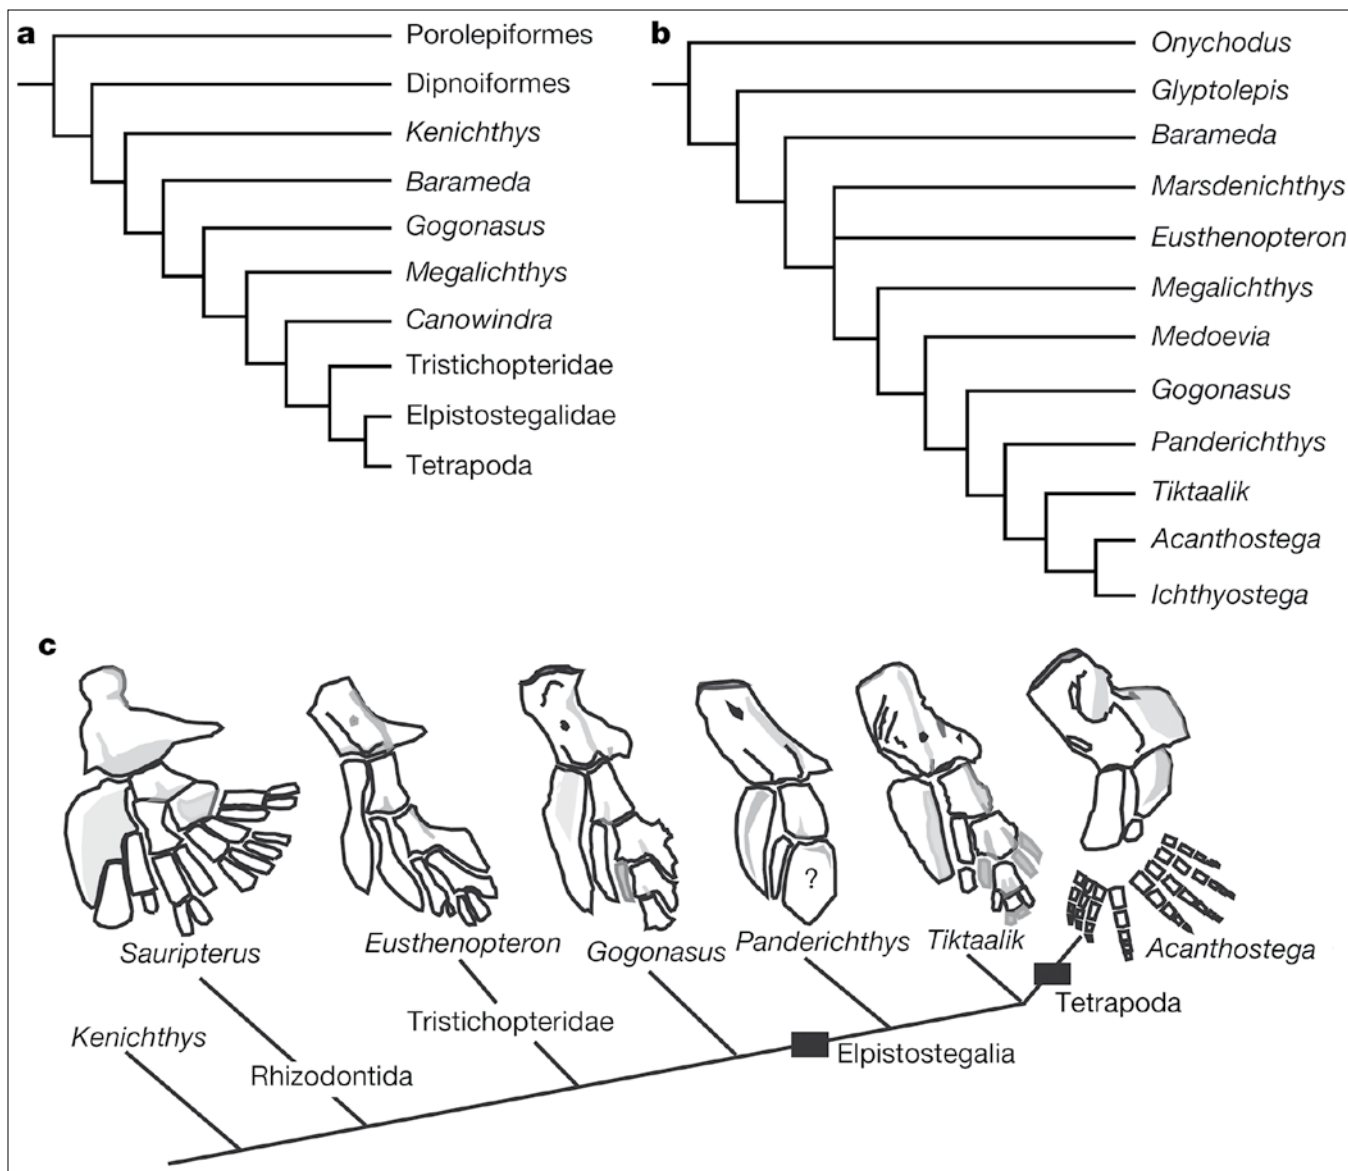 a
Porolepiformes
Dipnoiformes
Kenichthys
Barameda
Gogonasus
Megalichthys
Canowindra
Tristichopteridae
Elpistostegalidae
Tetrapoda
b
Onychodus
Glyptolepis
Barameda
Marsdenichthys
Eusthenopteron
Megalichthys
Medoevia
Gogonasus
Panderichthys
Tiktaalik
Acanthostega
Ichthyostega
c
?
Sauripterus
Eusthenopteron
Gogonasus
Panderichthys
Tiktaalik
Acanthostega
Tetrapoda
Tristichopteridae
Kenichthys
Elpistostegalia
Rhizodontida